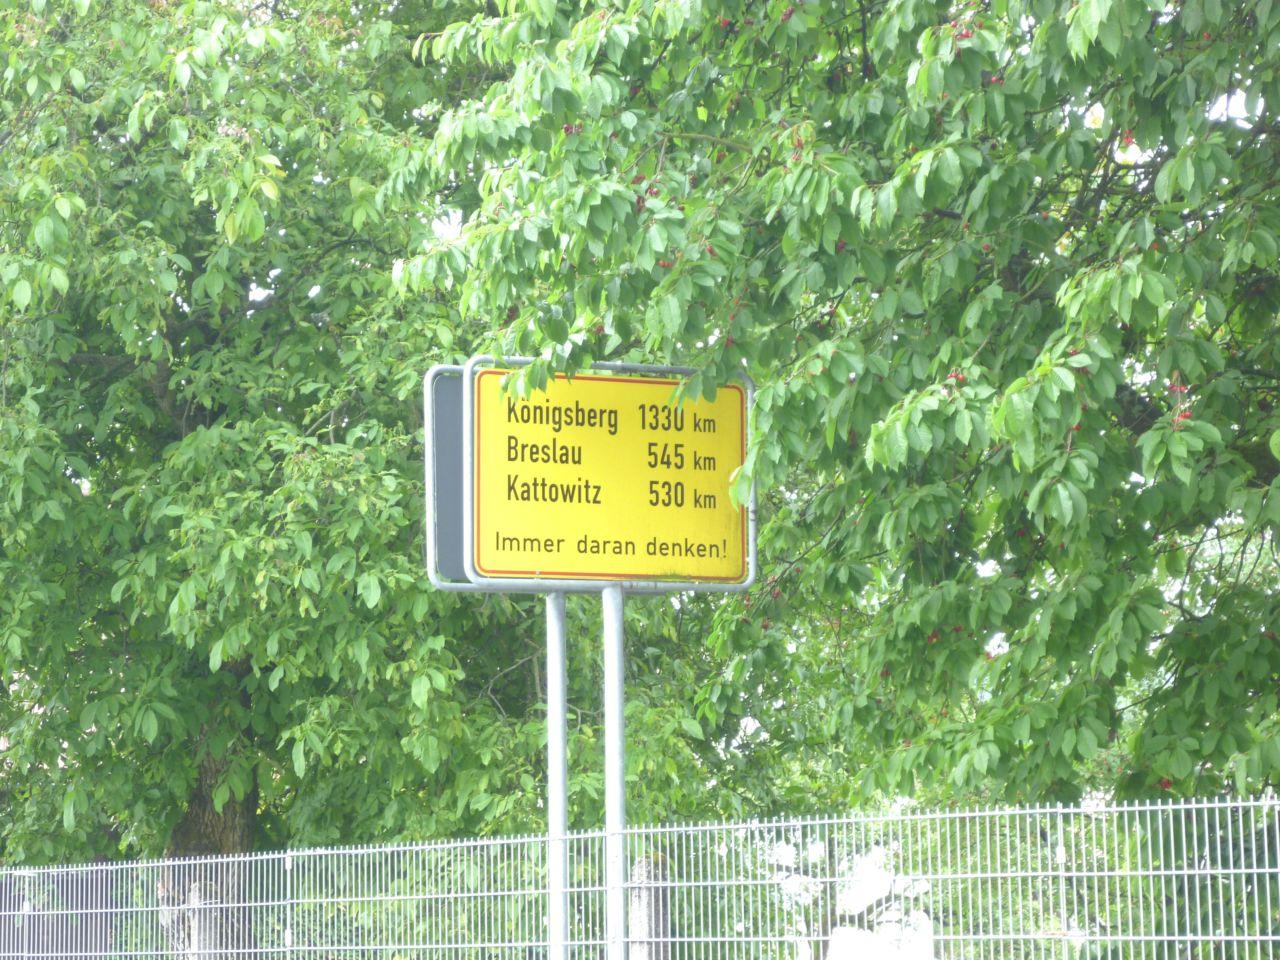 Königsberg 1330 km
Breslau 545 km
Kattowitz 530 km
Immer daran denken!